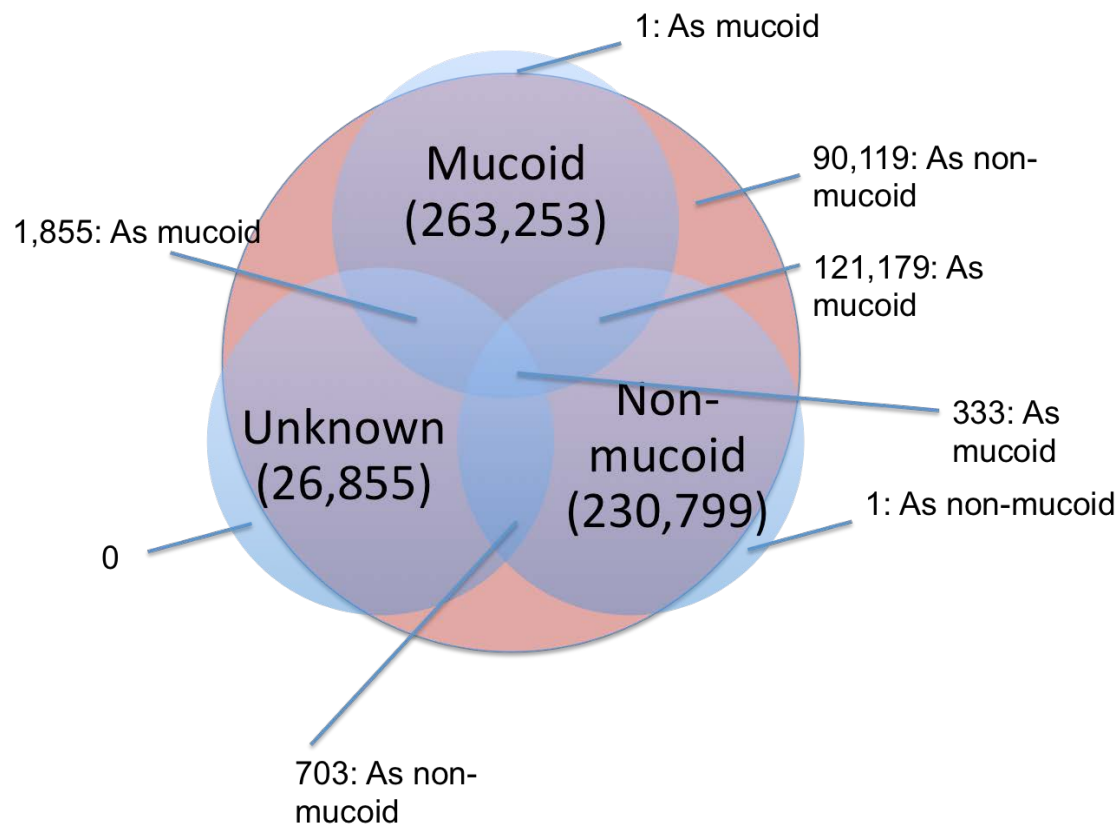 1: As mucoid
Mucoid
(263,253)
90,119: As non-
mucoid
1,855: As mucoid
121,179: As
mucoid
Unknown
(26,855)
Non-
mucoid
(230,799)
333: As
mucoid
1: As non-mucoid
0
703: As non-
mucoid